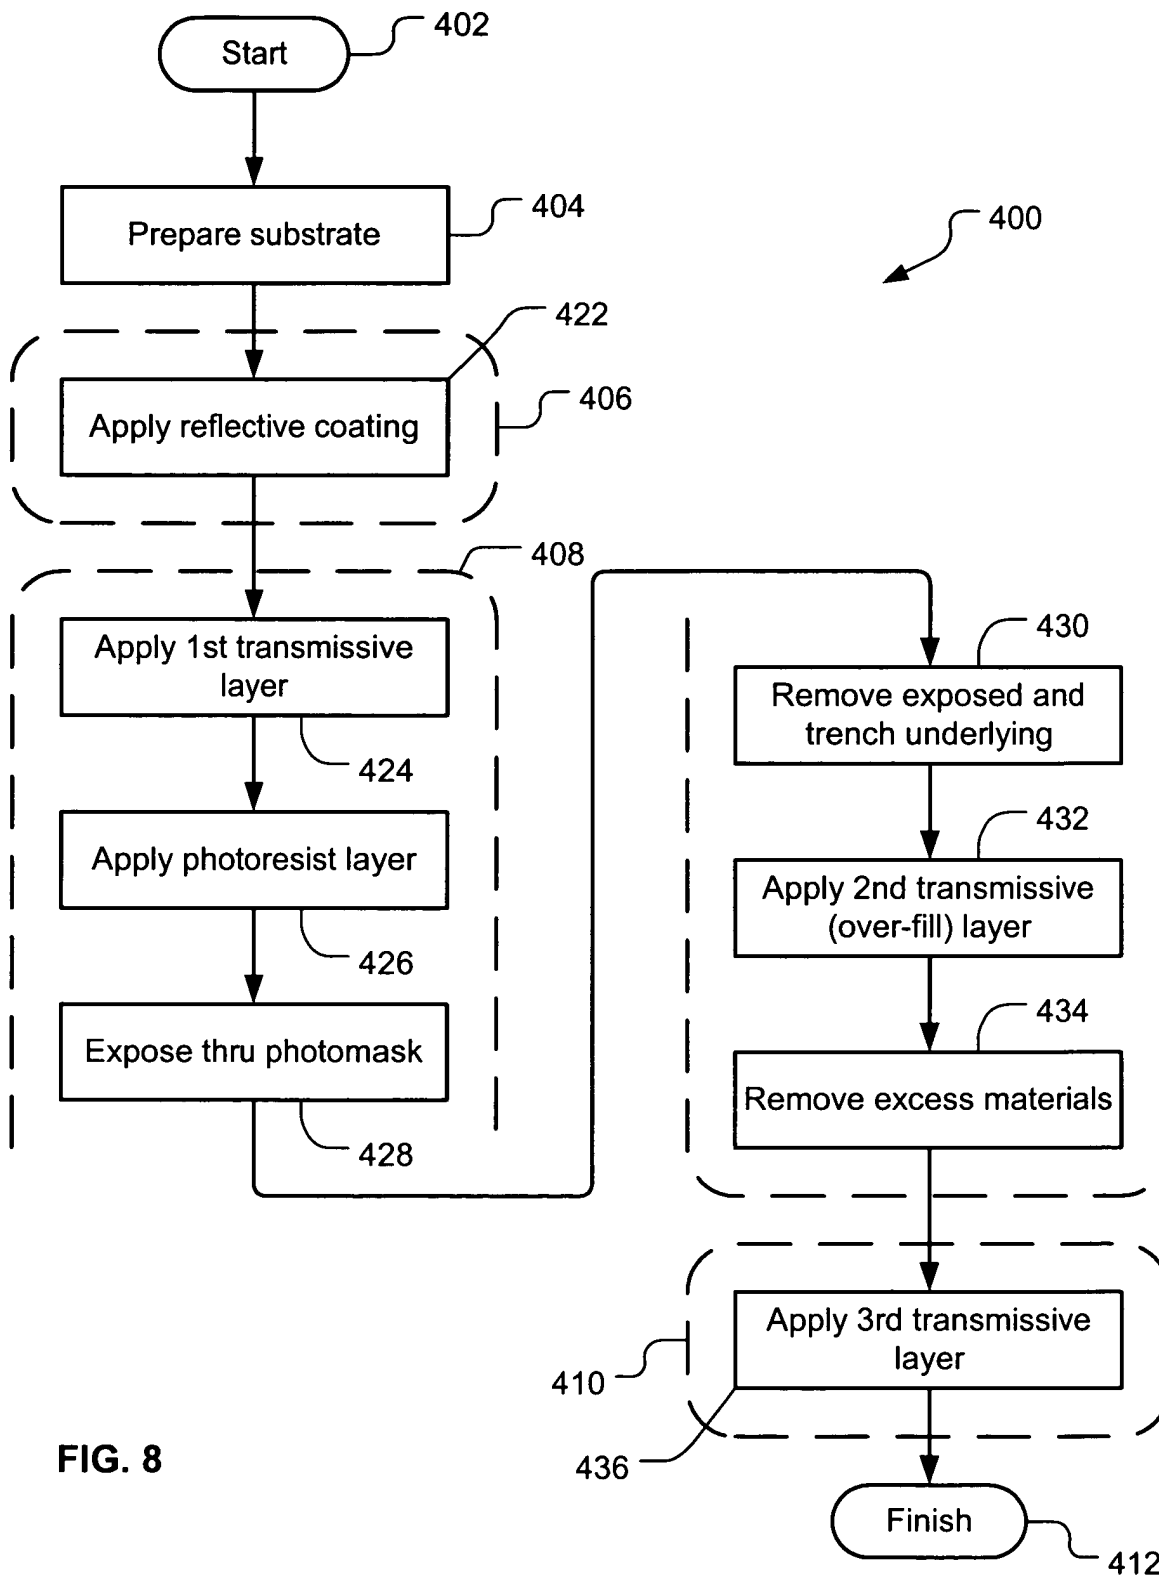 Start
402
Prepare substrate
404
400
422
Apply reflective coating
406
408
Apply 1st transmissive
layer
424
Apply photoresist layer
426
Expose thru photomask
428
430
Remove exposed and
trench underlying
432
Apply 2nd transmissive
(over-fill) layer
434
Remove excess materials
Apply 3rd transmissive
layer
410
436
Finish
412
FIG. 8